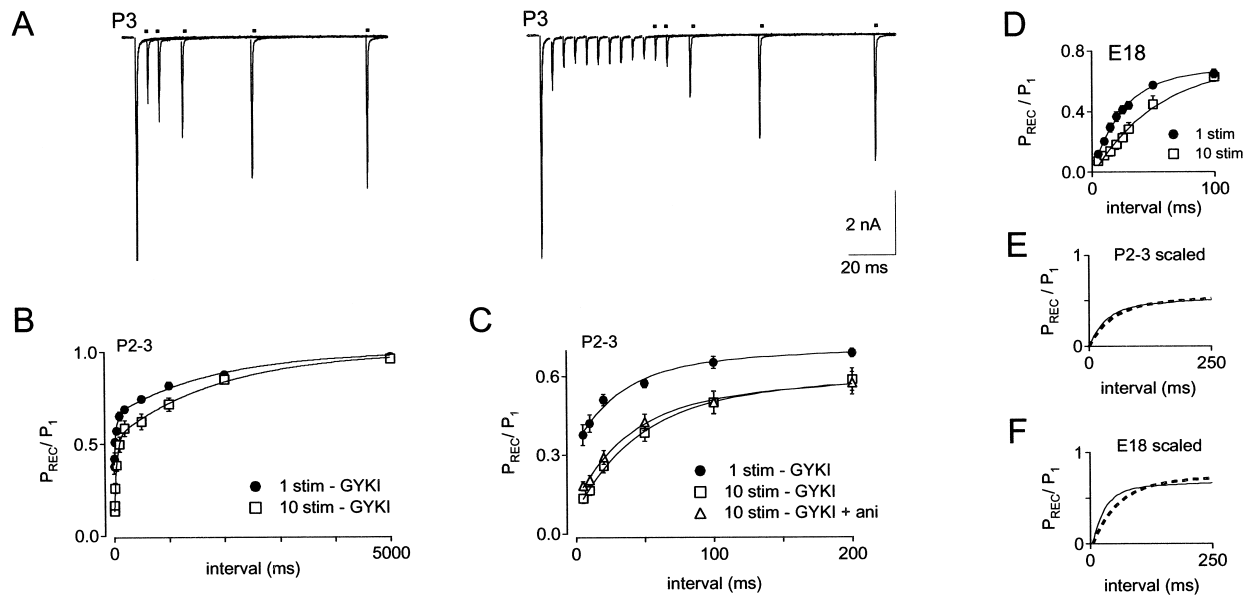 A
P3
P3
2 nA
20 ms
B
P2-3
P_REC / P_1
1.0
0.5
0.0
0
5000
interval (ms)
1 stim - GYKI
10 stim - GYKI
C
P2-3
P_REC / P_1
0.6
0.3
0.0
0
100
200
interval (ms)
1 stim - GYKI
10 stim - GYKI
10 stim - GYKI + ani
D
E18
P_REC / P_1
0.8
0.4
0.0
0
100
interval (ms)
1 stim
10 stim
E
P2-3 scaled
P_REC / P_1
1
0
0
250
interval (ms)
F
E18 scaled
P_REC / P_1
1
0
0
250
interval (ms)